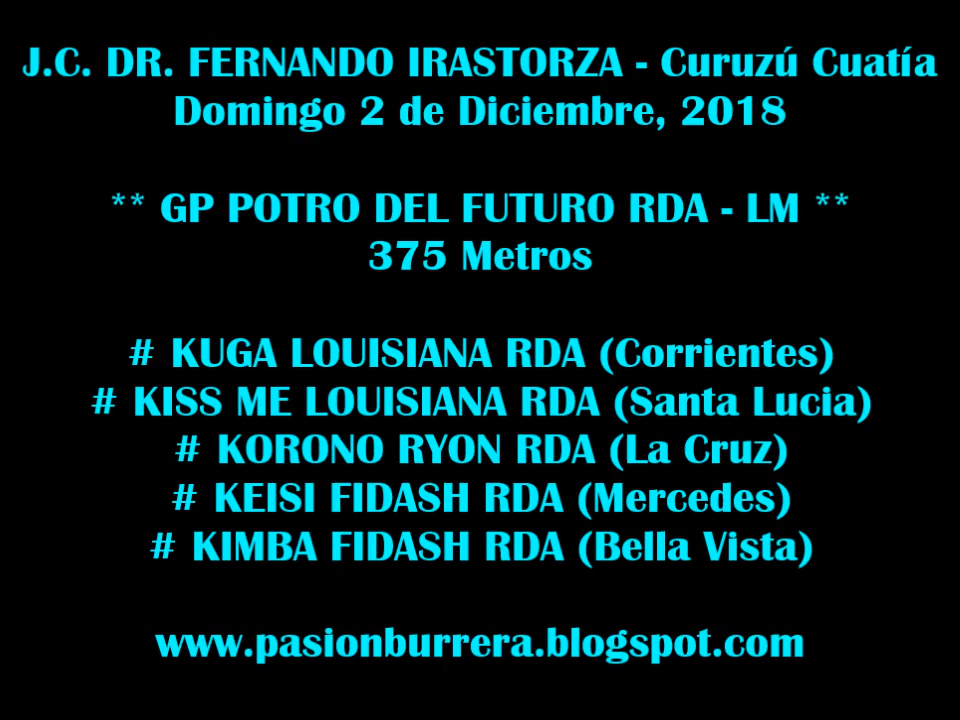 J.C. DR. FERNANDO IRASTORZA - Curuzú Cuatía
Domingo 2 de Diciembre, 2018
** GP POTRO DEL FUTURO RDA - LM **
375 Metros
# KUGA LOUISIANA RDA (Corrientes)
# KISS ME LOUISIANA RDA (Santa Lucia)
# KORONO RYON RDA (La Cruz)
# KEISI FIDASH RDA (Mercedes)
# KIMBA FIDASH RDA (Bella Vista)
www.pasionburrera.blogspot.com